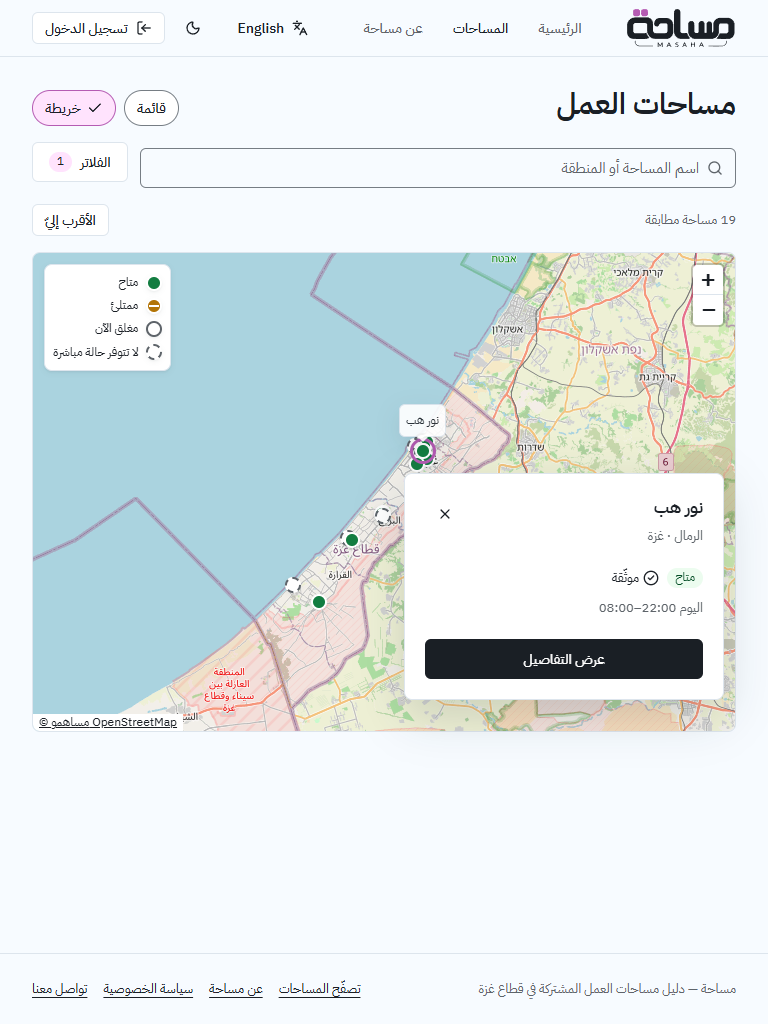 مساحة
MASAHA
الرئيسية
المساحات
عن مساحة
English
تسجيل الدخول
مساحات العمل
قائمة
خريطة
اسم المساحة أو المنطقة
الفلاتر 1
19 مساحة مطابقة
الأقرب إليّ
+
−
متاح
ممتلئ
مغلق الآن
لا تتوفر حالة مباشرة
אבטח
קרית מלאכי
אשקלון
נפת אשקלון
קריית גת
שדרות
6
نور هب
قطاع غزة
القرارة
المنطقة
العازلة بين
سيناء وقطاع
غزة
نور هب
الرمال · غزة
متاح
موثّقة
اليوم 08:00–22:00
عرض التفاصيل
© مساهمو OpenStreetMap
مساحة — دليل مساحات العمل المشتركة في قطاع غزة
تصفّح المساحات
عن مساحة
سياسة الخصوصية
تواصل معنا